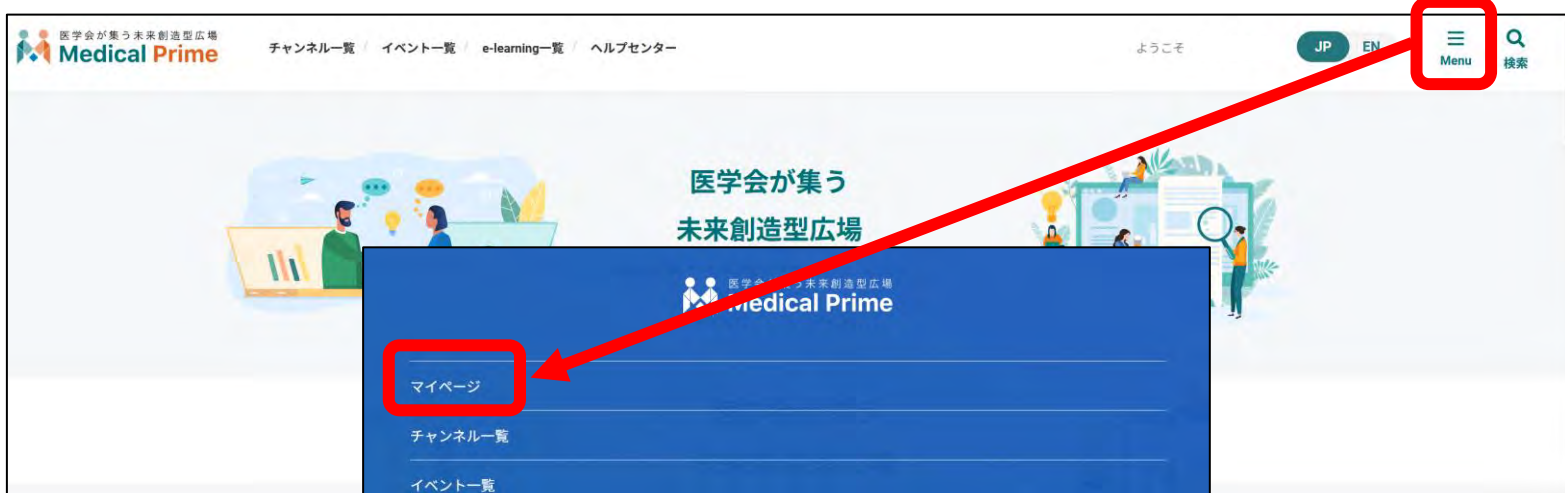 医学会が集う未来創造型広場
Medical Prime
チャンネル一覧 / イベント一覧 / e-learning一覧 / ヘルプセンター
ようこそ
JP EN
Menu
検索
医学会が集う
未来創造型広場
医学会が集う未来創造型広場
Medical Prime
マイページ
チャンネル一覧
イベント一覧